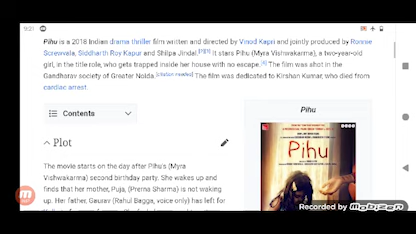 9:21
Pihu is a 2018 Indian drama thriller film written and directed by Vinod Kapri and jointly produced by Ronnie
Screwvala, Siddharth Roy Kapur and Shilpa Jindal. It stars Pihu (Myra Vishwakarma), a two-year-old
girl, in the title role, who gets trapped inside her house with no escape. The film was shot in the
Gandharav society of Greater Noida [citation needed] The film was dedicated to Kirshan Kumar, who died from
cardiac arrest.
Contents
Pihu
Plot
Pihu
The movie starts on the day after Pihu's (Myra
Vishwakarma) second birthday party. She wakes up and
finds that her mother, Puja, (Prerna Sharma) is not waking
up. Her father, Gaurav (Rahul Bagga, voice only) has left for
Recorded by Mobizen